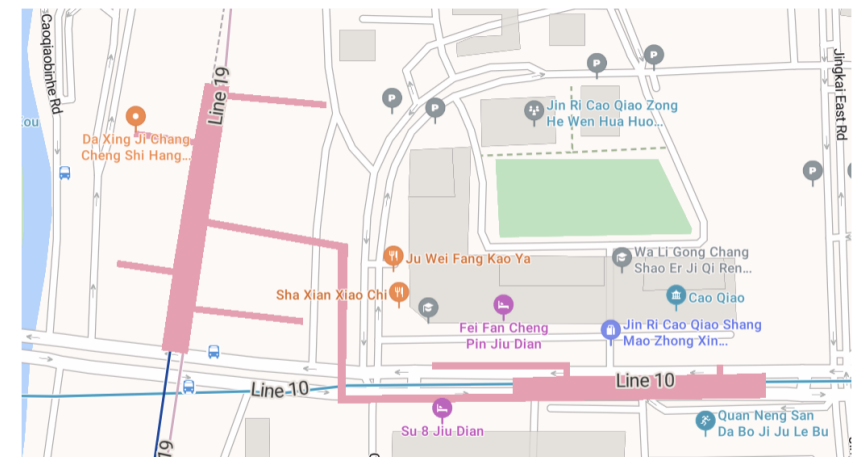 Caoqiaobinhe Rd
Line 19
Jingkai East Rd
Jin Ri Cao Qiao Zong
He Wen Hua Huo...
ou
Da Xing Ji Chang
Cheng Shi Hang...
P
P
P
P
P
Wa Li Gong Chang
Shao Er Ji Qi Ren...
Ju Wei Fang Kao Ya
Sha Xian Xiao Chi
Cao Qiao
Fei Fan Cheng
Pin Jiu Dian
Jin Ri Cao Qiao Shang
Mao Zhong Xin...
Line 10
Line 10
Su 8 Jiu Dian
Quan Neng San
Da Bo Ji Ju Le Bu
19